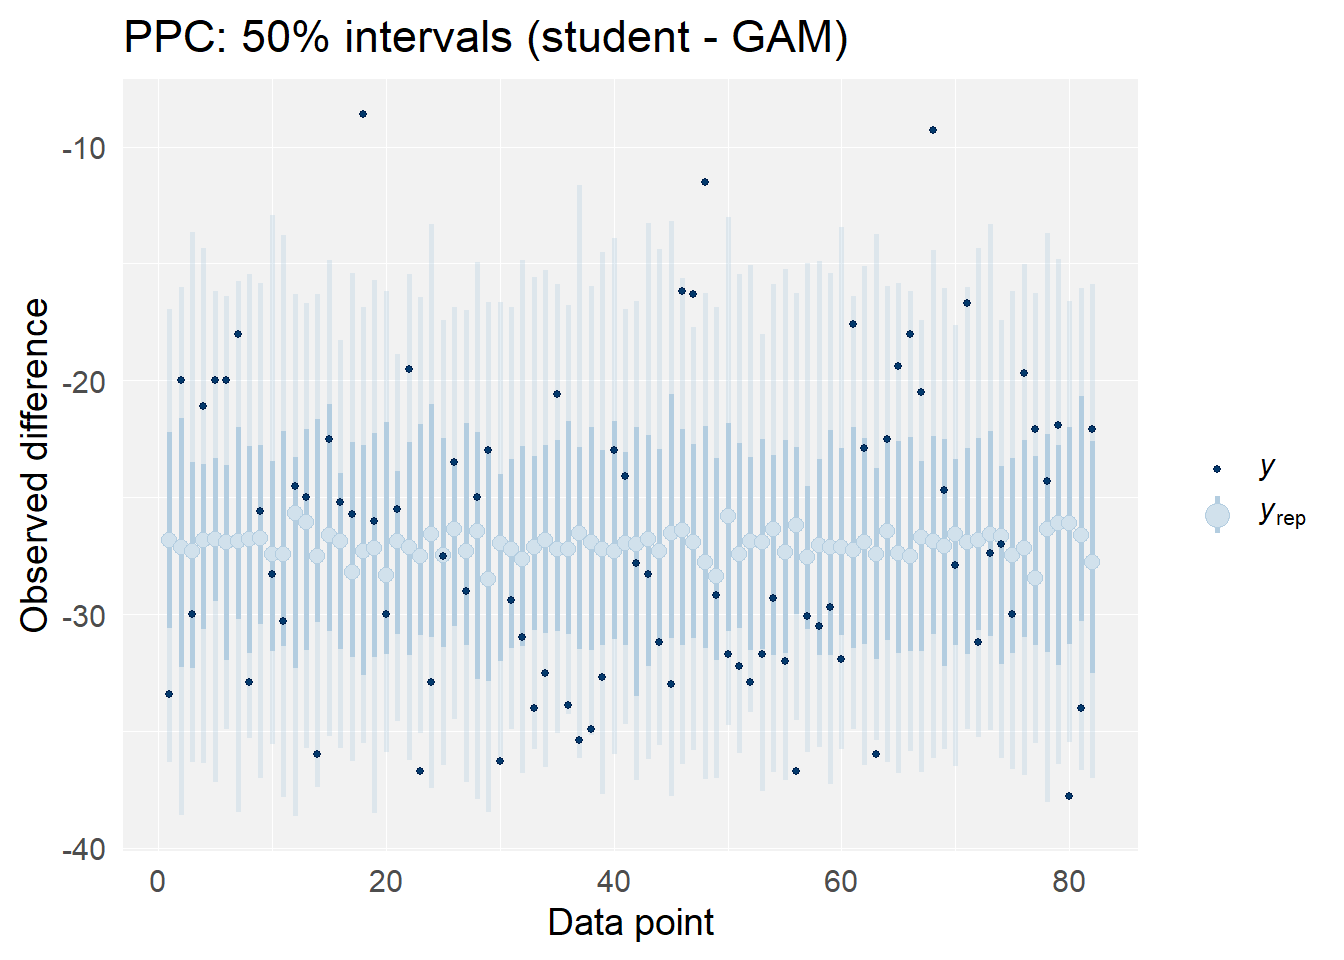 PPC: 50% intervals (student - GAM)
Observed difference
-10
-20
-30
-40
0 20 40 60 80
Data point
y
yrep